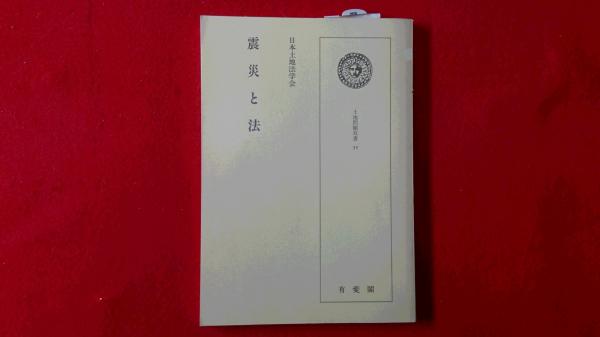 震災と法
日本土地法学会
土地問題双書
有斐閣